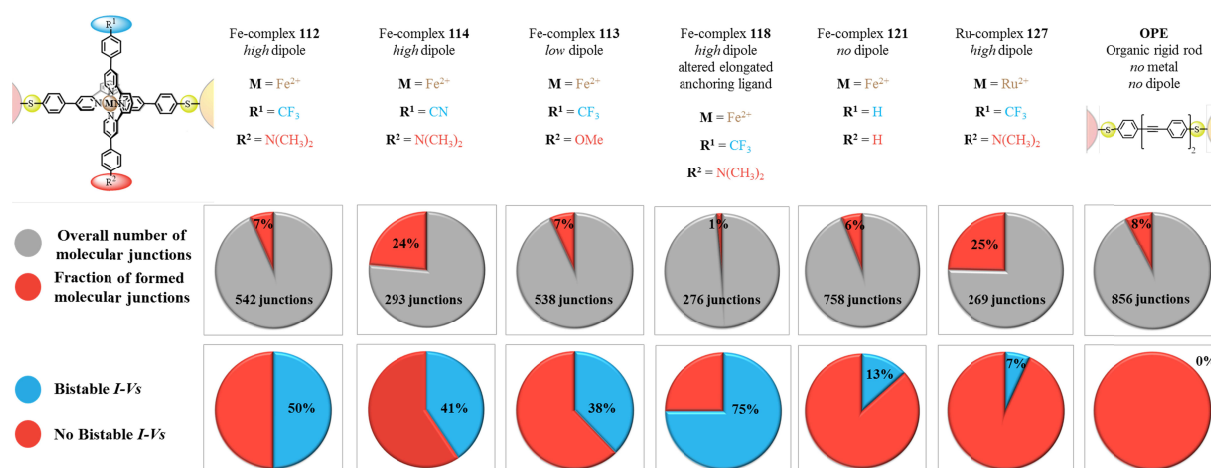 R¹
S
N
M
N
N
N
S
R²
Fe-complex 112
high dipole
M = Fe²⁺
R¹ = CF₃
R² = N(CH₃)₂
Fe-complex 114
high dipole
M = Fe²⁺
R¹ = CN
R² = N(CH₃)₂
Fe-complex 113
low dipole
M = Fe²⁺
R¹ = CF₃
R² = OMe
Fe-complex 118
high dipole
altered elongated
anchoring ligand
M = Fe²⁺
R¹ = CF₃
R² = N(CH₃)₂
Fe-complex 121
no dipole
M = Fe²⁺
R¹ = H
R² = H
Ru-complex 127
high dipole
M = Ru²⁺
R¹ = CF₃
R² = N(CH₃)₂
OPE
Organic rigid rod
no metal
no dipole
S
S
2
Overall number of
molecular junctions
Fraction of formed
molecular junctions
7%
542 junctions
24%
293 junctions
7%
538 junctions
1%
276 junctions
6%
758 junctions
25%
269 junctions
8%
856 junctions
Bistable I-Vs
No Bistable I-Vs
50%
41%
38%
75%
13%
7%
0%